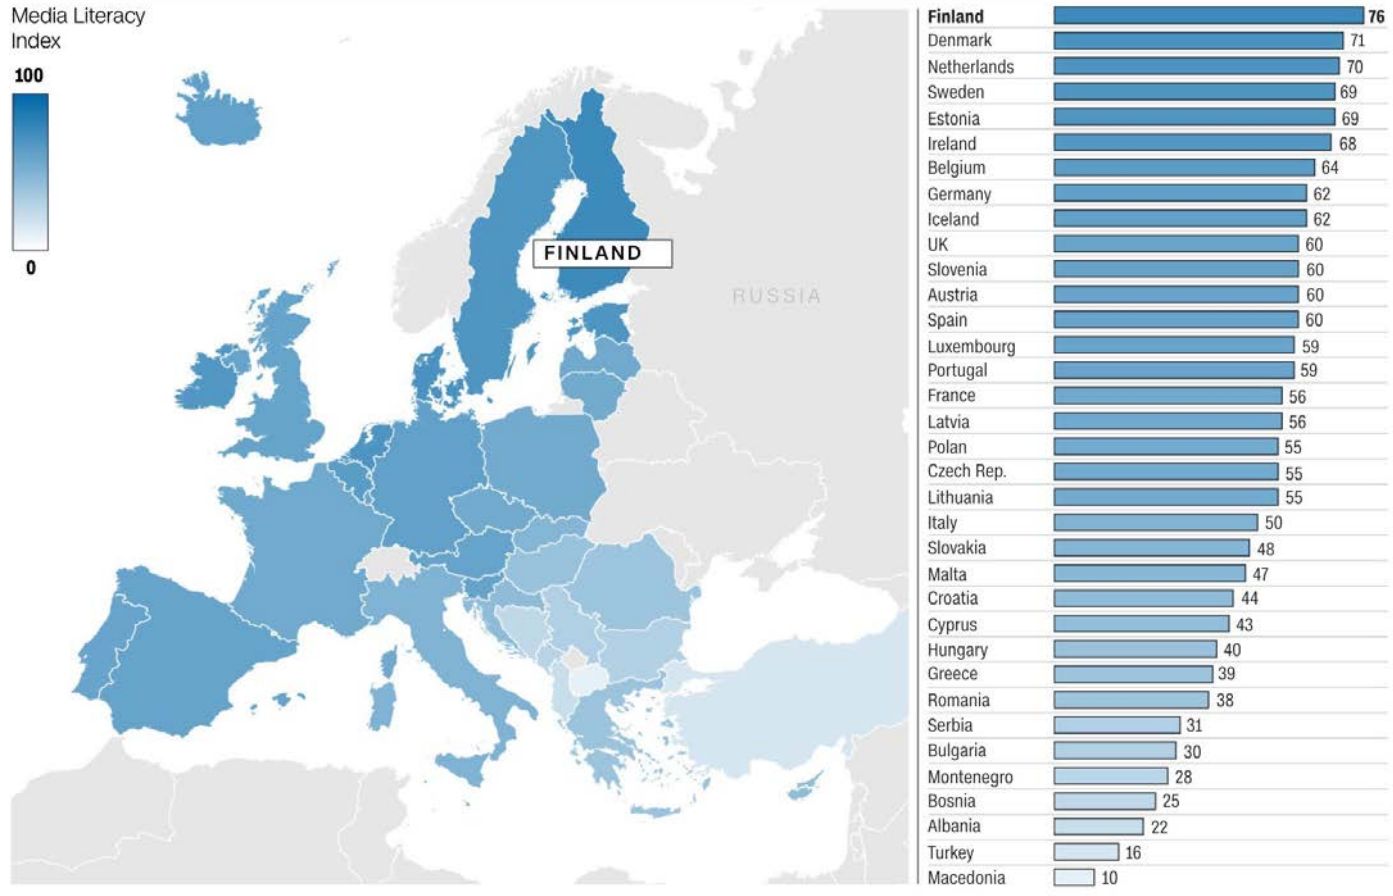 Media Literacy
Index
100
0
FINLAND
RUSSIA
Finland 76
Denmark 71
Netherlands 70
Sweden 69
Estonia 69
Ireland 68
Belgium 64
Germany 62
Iceland 62
UK 60
Slovenia 60
Austria 60
Spain 60
Luxembourg 59
Portugal 59
France 56
Latvia 56
Polan 55
Czech Rep. 55
Lithuania 55
Italy 50
Slovakia 48
Malta 47
Croatia 44
Cyprus 43
Hungary 40
Greece 39
Romania 38
Serbia 31
Bulgaria 30
Montenegro 28
Bosnia 25
Albania 22
Turkey 16
Macedonia 10